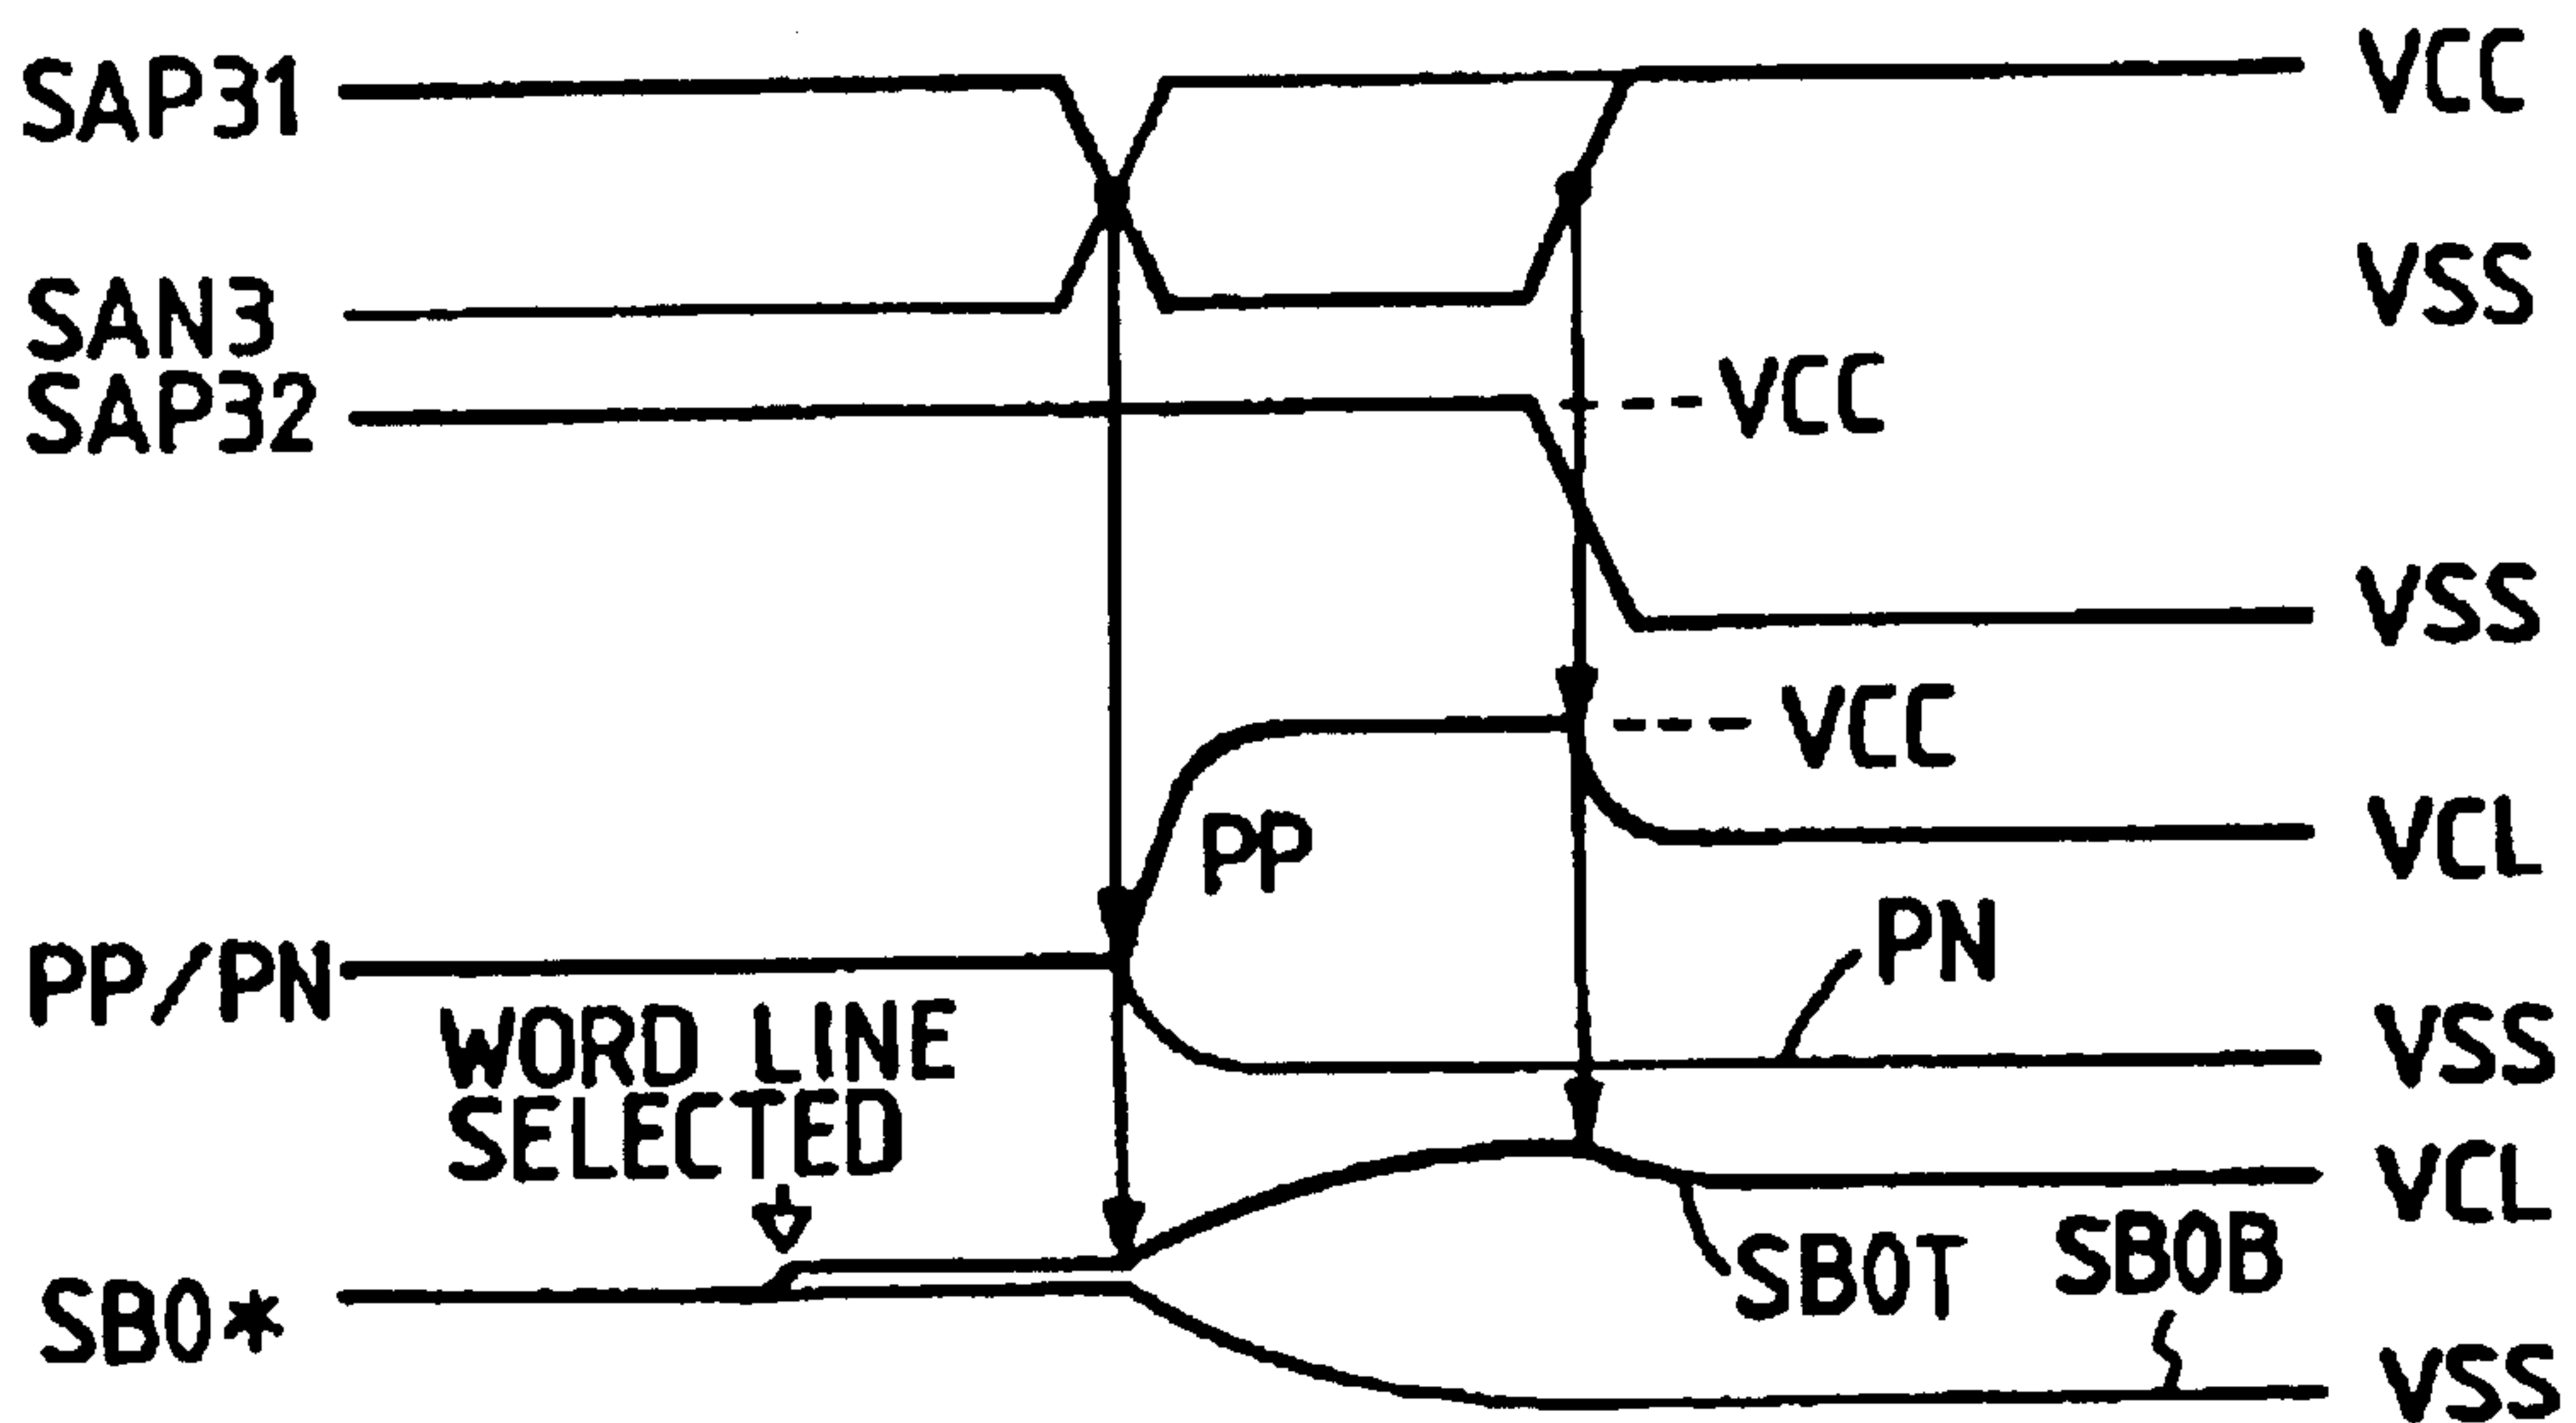 SAP31
VCC
SAN3
VSS
SAP32
VCC
VSS
VCC
PP
VCL
PN
PP/PN
VSS
WORD LINE
SELECTED
VCL
SB0T
SB0B
SB0*
VSS